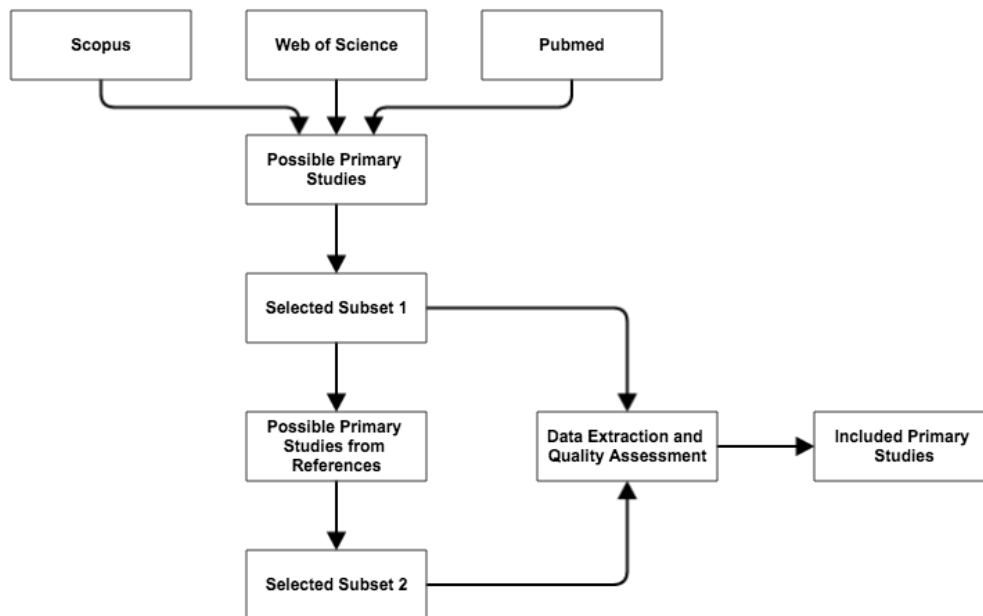 Scopus
Web of Science
Pubmed
Possible Primary
Studies
Selected Subset 1
Possible Primary
Studies from
References
Data Extraction and
Quality Assessment
Included Primary
Studies
Selected Subset 2